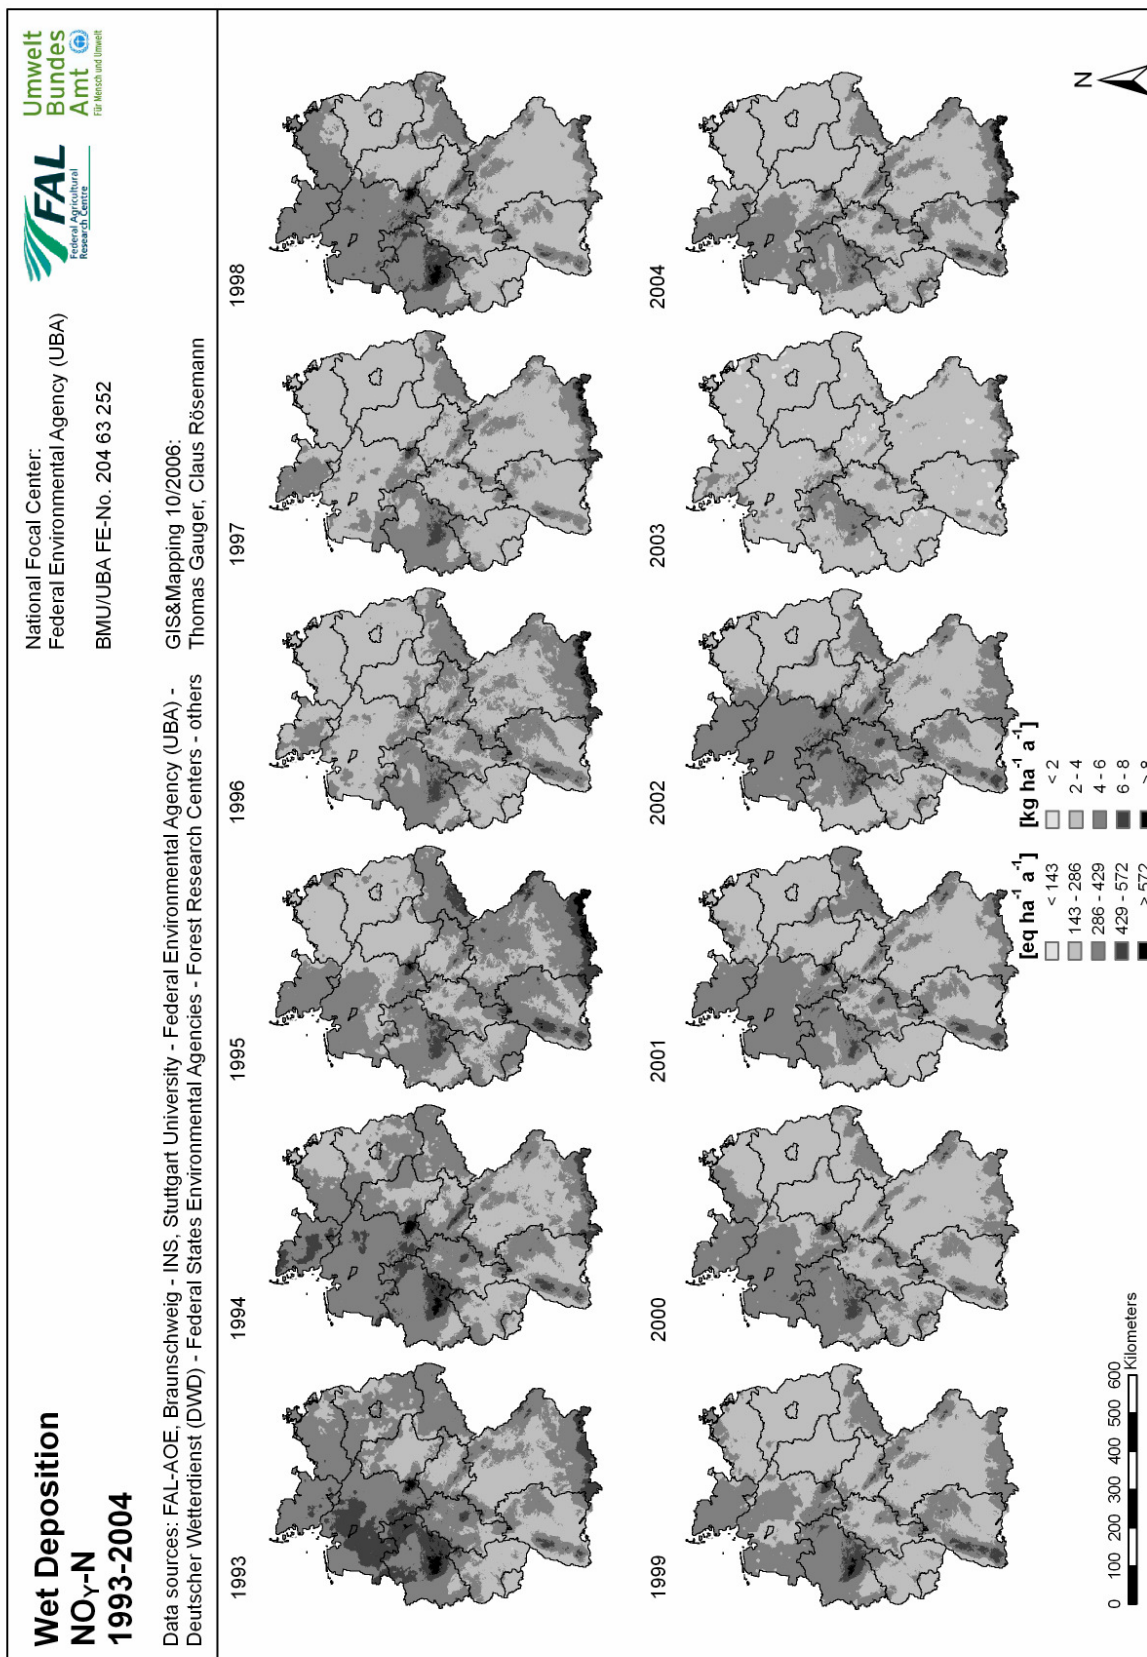 Wet Deposition
NOY-N
1993-2004
National Focal Center:
Federal Environmental Agency (UBA)
BMU/UBA FE-No. 204 63 252
FAL
Federal Agricultural
Research Centre
Umwelt
Bundes
Amt
Für Mensch und Umwelt
Data sources: FAL-AOE, Braunschweig - INS, Stuttgart University - Federal Environmental Agency (UBA) -
Deutscher Wetterdienst (DWD) - Federal States Environmental Agencies - Forest Research Centers - others
GIS&Mapping 10/2006:
Thomas Gauger, Claus Rösemann
1993 1994 1995 1996 1997 1998
1999 2000 2001 2002 2003 2004
[eq ha-1 a-1] [kg ha-1 a-1]
< 143 < 2
143 - 286 2 - 4
286 - 429 4 - 6
429 - 572 6 - 8
> 572 > 8
0 100 200 300 400 500 600
Kilometers
N